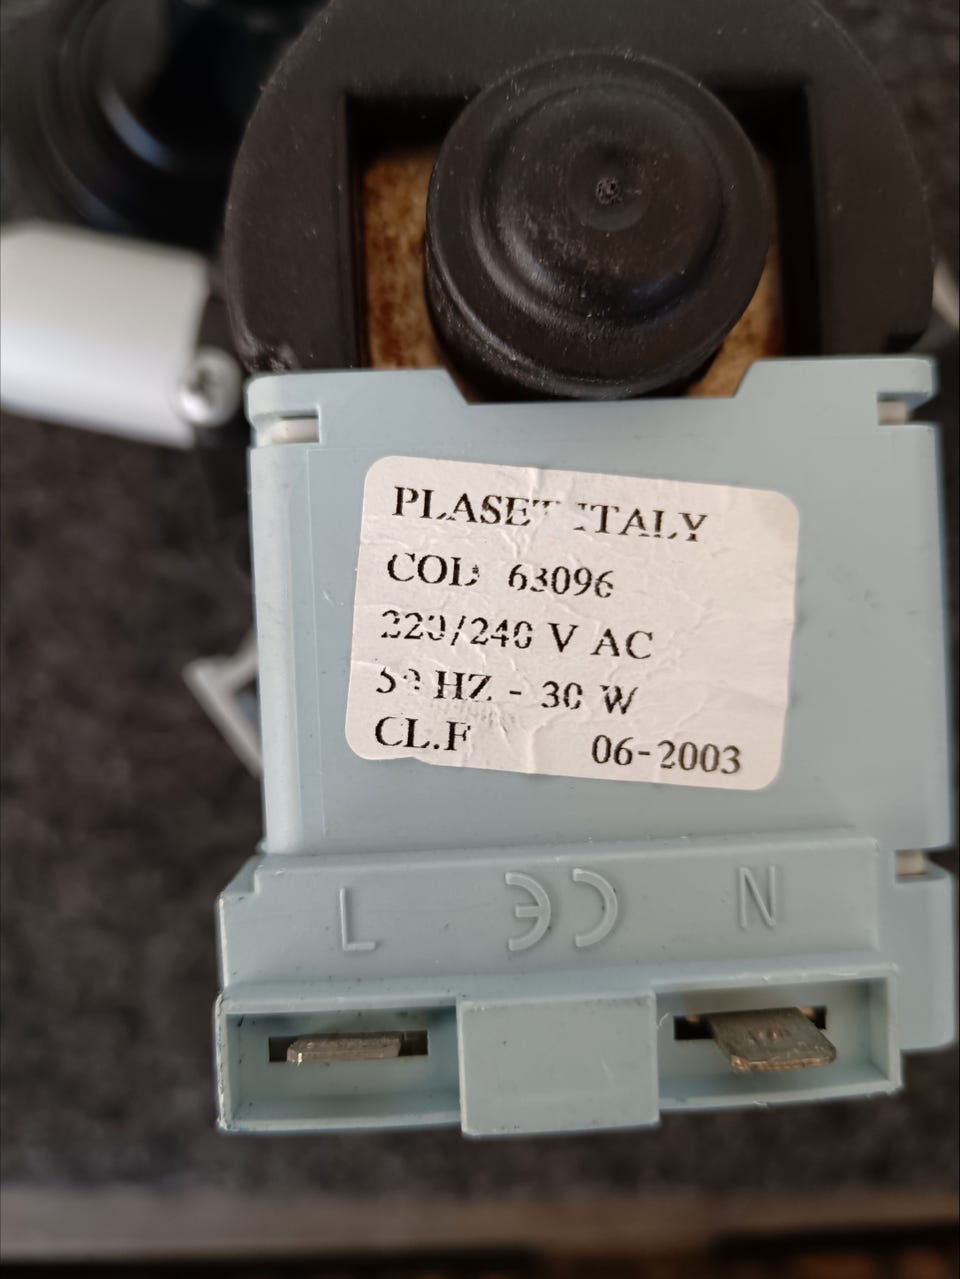 PLASET ITALY
COD 63096
220/240 V AC
50 HZ - 30 W
CL.F 06-2003
L CE N